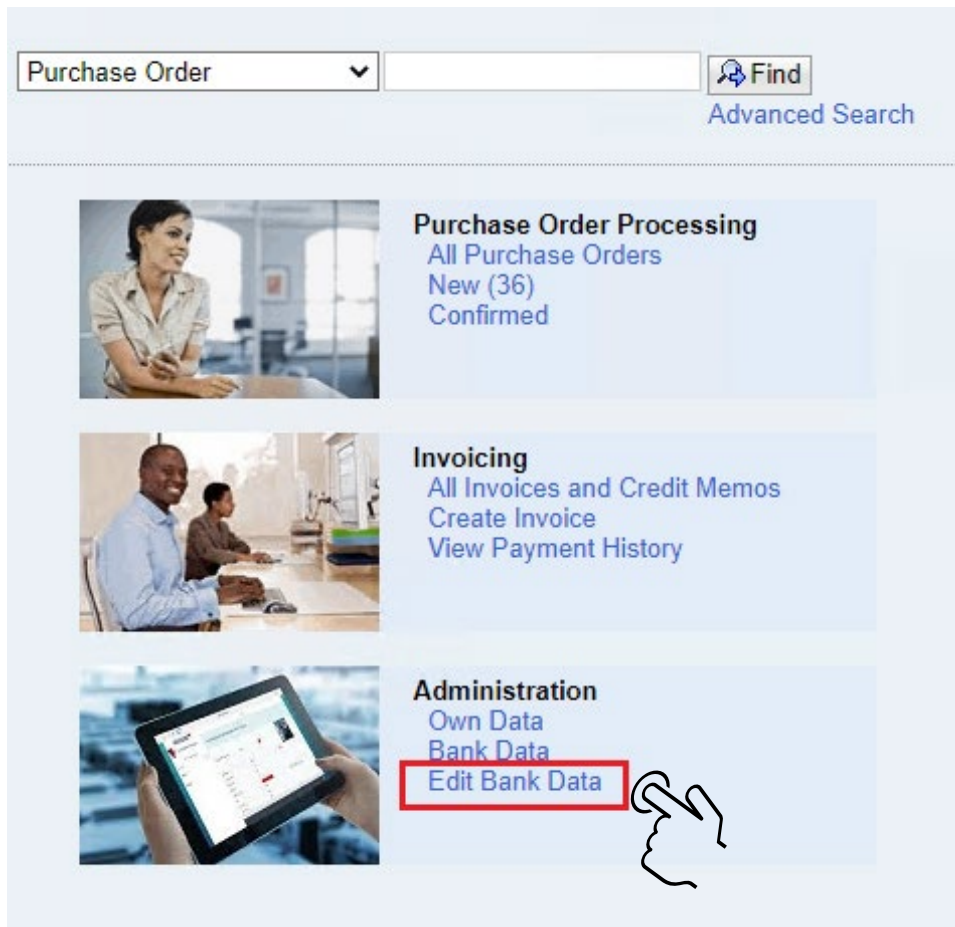 Purchase Order
Find
Advanced Search
Purchase Order Processing
All Purchase Orders
New (36)
Confirmed
Invoicing
All Invoices and Credit Memos
Create Invoice
View Payment History
Administration
Own Data
Bank Data
Edit Bank Data